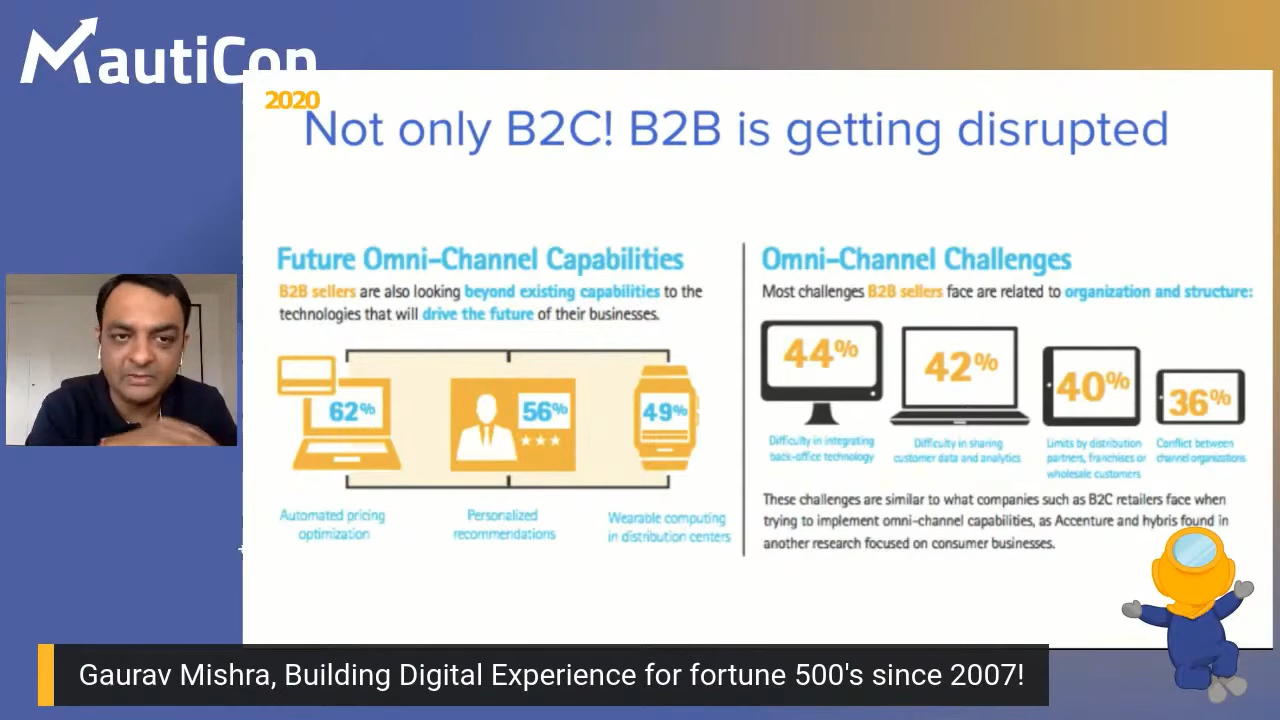 MautiCon
2020
Not only B2C! B2B is getting disrupted
Future Omni-Channel Capabilities
B2B sellers are also looking beyond existing capabilities to the
technologies that will drive the future of their businesses.
62%
56%
49%
Automated pricing
optimization
Personalized
recommendations
Wearable computing
in distribution centers
Omni-Channel Challenges
Most challenges B2B sellers face are related to organization and structure:
44%
42%
40%
36%
Difficulty in integrating
back-office technology
Difficulty in sharing
customer data and analytics
Limits by distribution
partners, franchises or
wholesale customers
Conflict between
channel organizations
These challenges are similar to what companies such as B2C retailers face when
trying to implement omni-channel capabilities, as Accenture and hybris found in
another research focused on consumer businesses.
Gaurav Mishra, Building Digital Experience for fortune 500's since 2007!